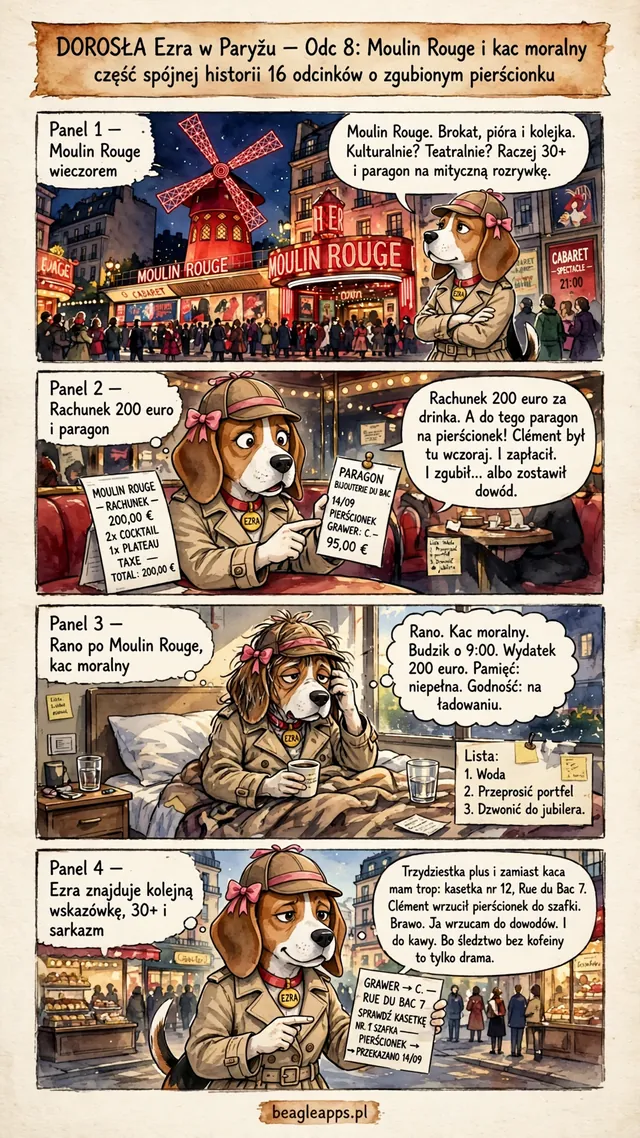 DOROSŁA Ezra w Paryżu — Odc 8: Moulin Rouge i kac moralny
część spójnej historii 16 odcinków o zgubionym pierścionku
Panel 1 —
Moulin Rouge
wieczorem
Moulin Rouge. Brokat, pióra i kolejka.
Kulturalnie? Teatralnie? Raczej 30+
i paragon na mityczną rozrywkę.
MOULIN ROUGE
CABARET
MOULIN ROUGE
CABARET
SPECTACLE
21:00
EZRA
Panel 2 —
Rachunek 200 euro
i paragon
Rachunek 200 euro za
drinka. A do tego paragon
na pierścionek! Clément był
tu wczoraj. I zapłacił.
I zgubił... albo zostawił
dowód.
MOULIN ROUGE
— RACHUNEK —
200,00 €
2x COCKTAIL
1x PLATEAU
TAXE —
TOTAL: 200,00 €
EZRA
PARAGON
BIJOUTERIE DU BAC
14/09
PIERŚCIONEK
GRAWER: C. —
95,00 €
Panel 3 —
Rano po Moulin Rouge,
kac moralny
Rano. Kac moralny.
Budzik o 9:00. Wydatek
200 euro. Pamięć:
niepełna. Godność: na
ładowaniu.
EZRA
Lista:
1. Woda
2. Przeprosić portfel
3. Dzwonić do jubilera.
Panel 4 —
Ezra znajduje kolejną
wskazówkę, 30+ i
sarkazm
Trzydziestka plus i zamiast kaca
mam trop: kasetka nr 12, Rue du Bac 7.
Clément wrzucił pierścionek do szafki.
Brawo. Ja wrzucam do dowodów. I
do kawy. Bo śledztwo bez kofeiny
to tylko drama.
EZRA
GRAWER → C. —
RUE DU BAC 7
SPRAWDŹ KASETKĘ
NR. 1 SZAFKA —
PIERŚCIONEK →
→ PRZEKAZANO 14/09
beagleapps.pl